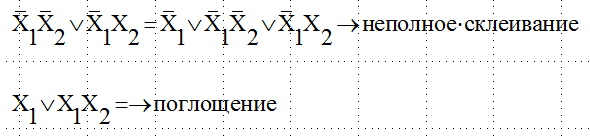 X̄₁X̄₂ ∨ X̄₁X₂ = X̄₁ ∨ X̄₁X̄₂ ∨ X̄₁X₂ → неполное·склеивание
X₁ ∨ X₁X₂ =→ поглощение